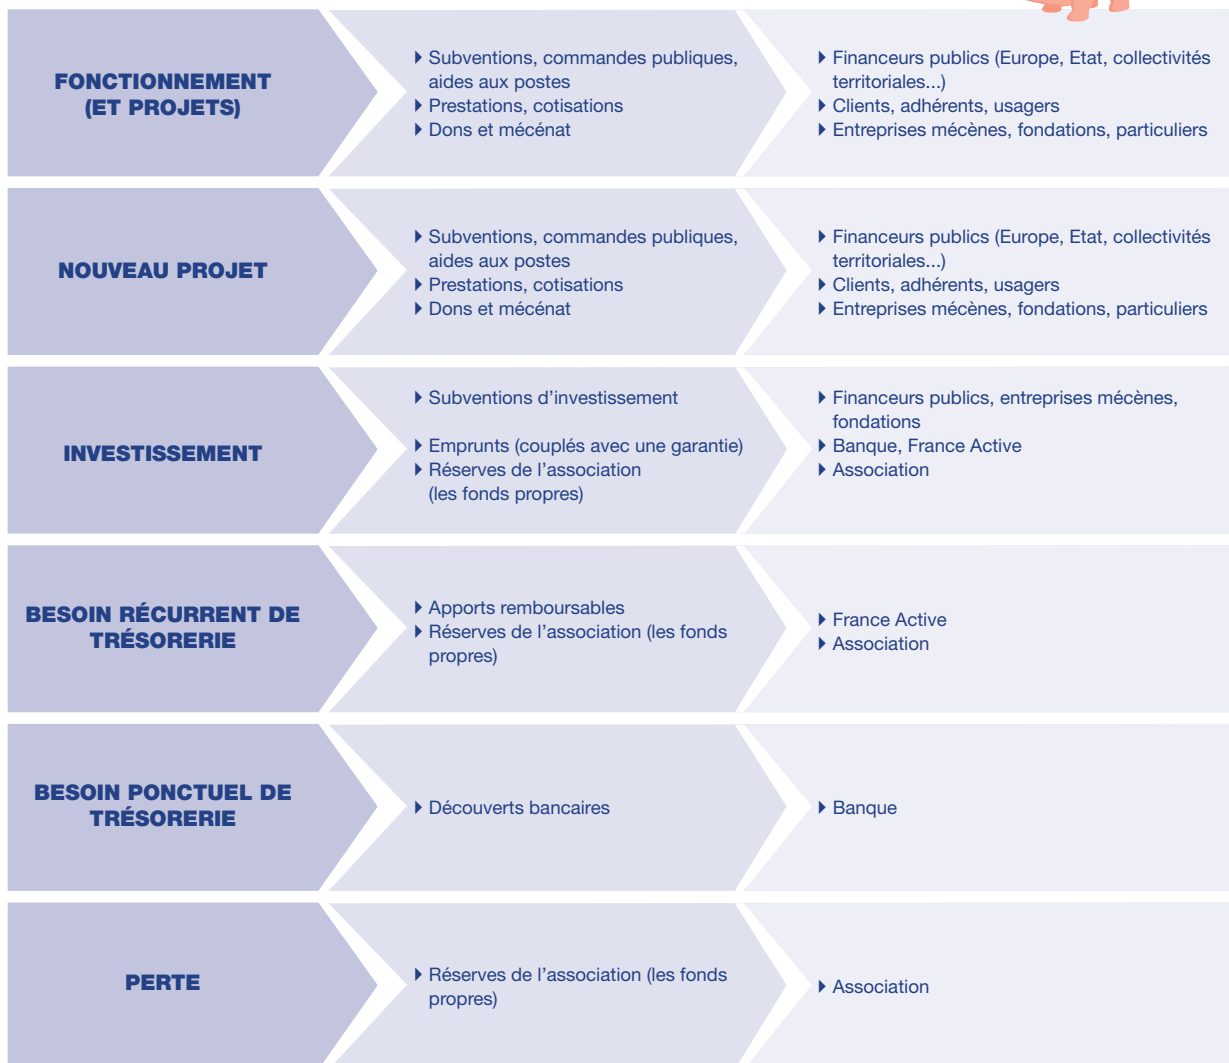 FONCTIONNEMENT
(ET PROJETS)
Subventions, commandes publiques,
aides aux postes
Prestations, cotisations
Dons et mécénat
Financeurs publics (Europe, Etat, collectivités
territoriales...)
Clients, adhérents, usagers
Entreprises mécènes, fondations, particuliers
NOUVEAU PROJET
Subventions, commandes publiques,
aides aux postes
Prestations, cotisations
Dons et mécénat
Financeurs publics (Europe, Etat, collectivités
territoriales...)
Clients, adhérents, usagers
Entreprises mécènes, fondations, particuliers
INVESTISSEMENT
Subventions d'investissement
Emprunts (couplés avec une garantie)
Réserves de l'association
(les fonds propres)
Financeurs publics, entreprises mécènes,
fondations
Banque, France Active
Association
BESOIN RÉCURRENT DE
TRÉSORERIE
Apports remboursables
Réserves de l'association (les fonds
propres)
France Active
Association
BESOIN PONCTUEL DE
TRÉSORERIE
Découverts bancaires
Banque
PERTE
Réserves de l'association (les fonds
propres)
Association